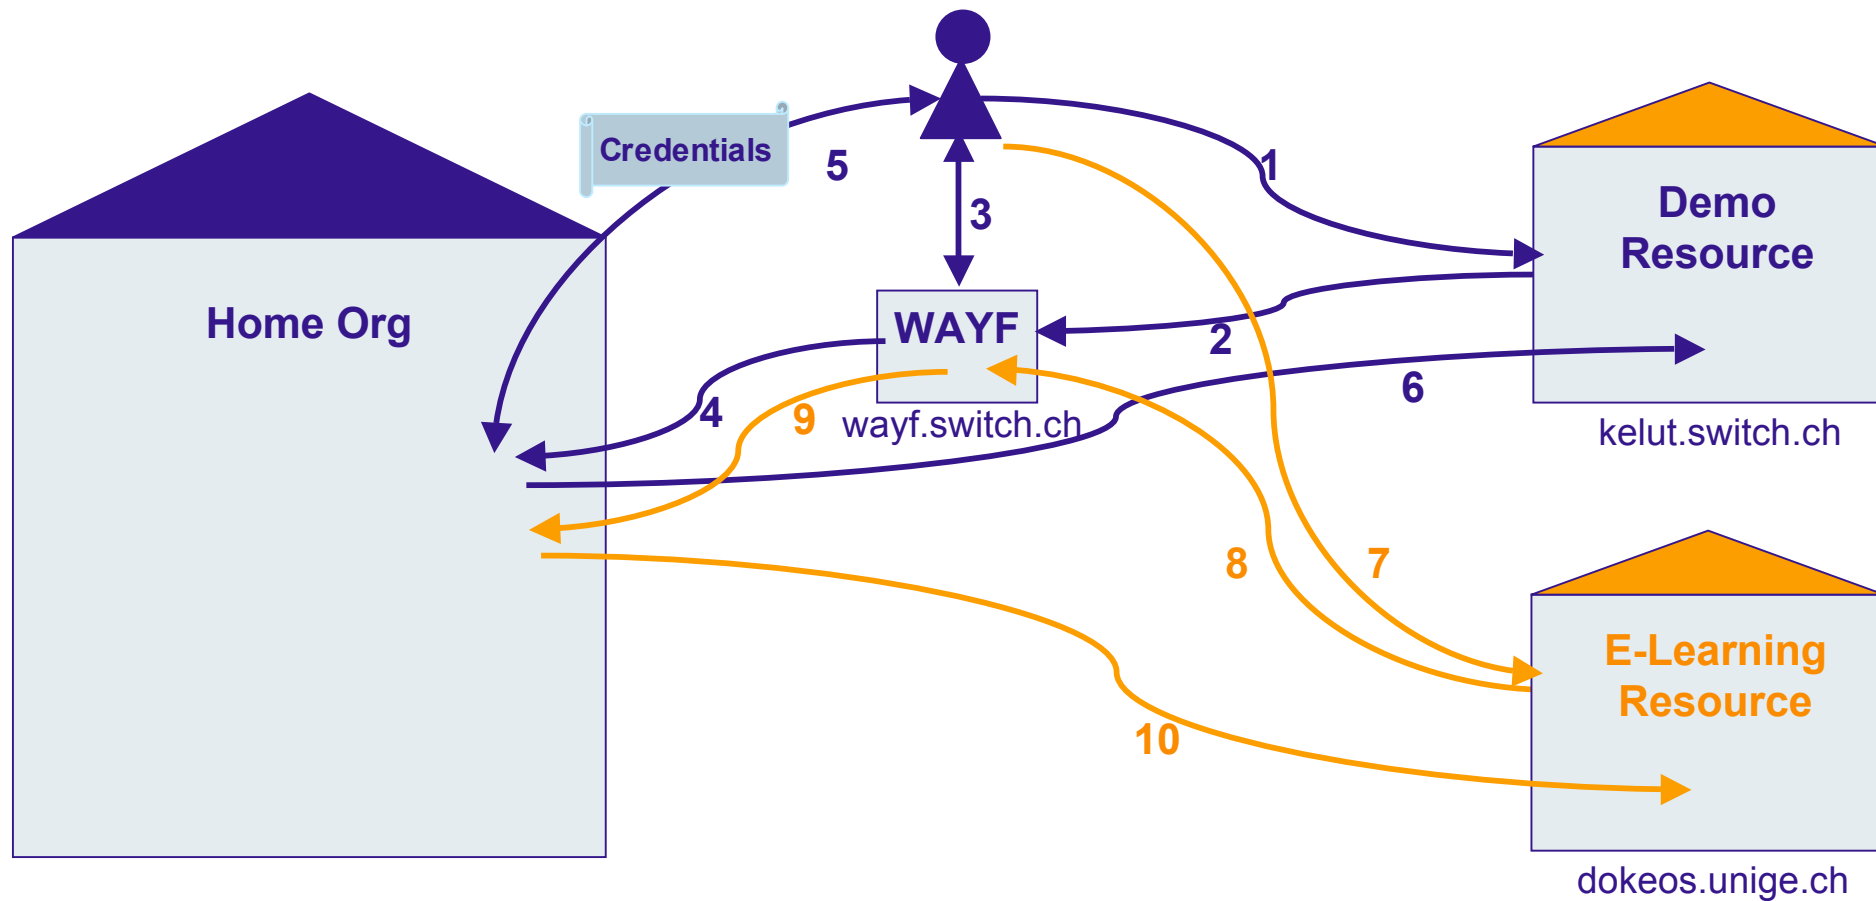 Credentials
5
1
3
Demo
Resource
Home Org
WAYF
2
6
4
9
wayf.switch.ch
kelut.switch.ch
8
7
E-Learning
Resource
10
dokeos.unige.ch